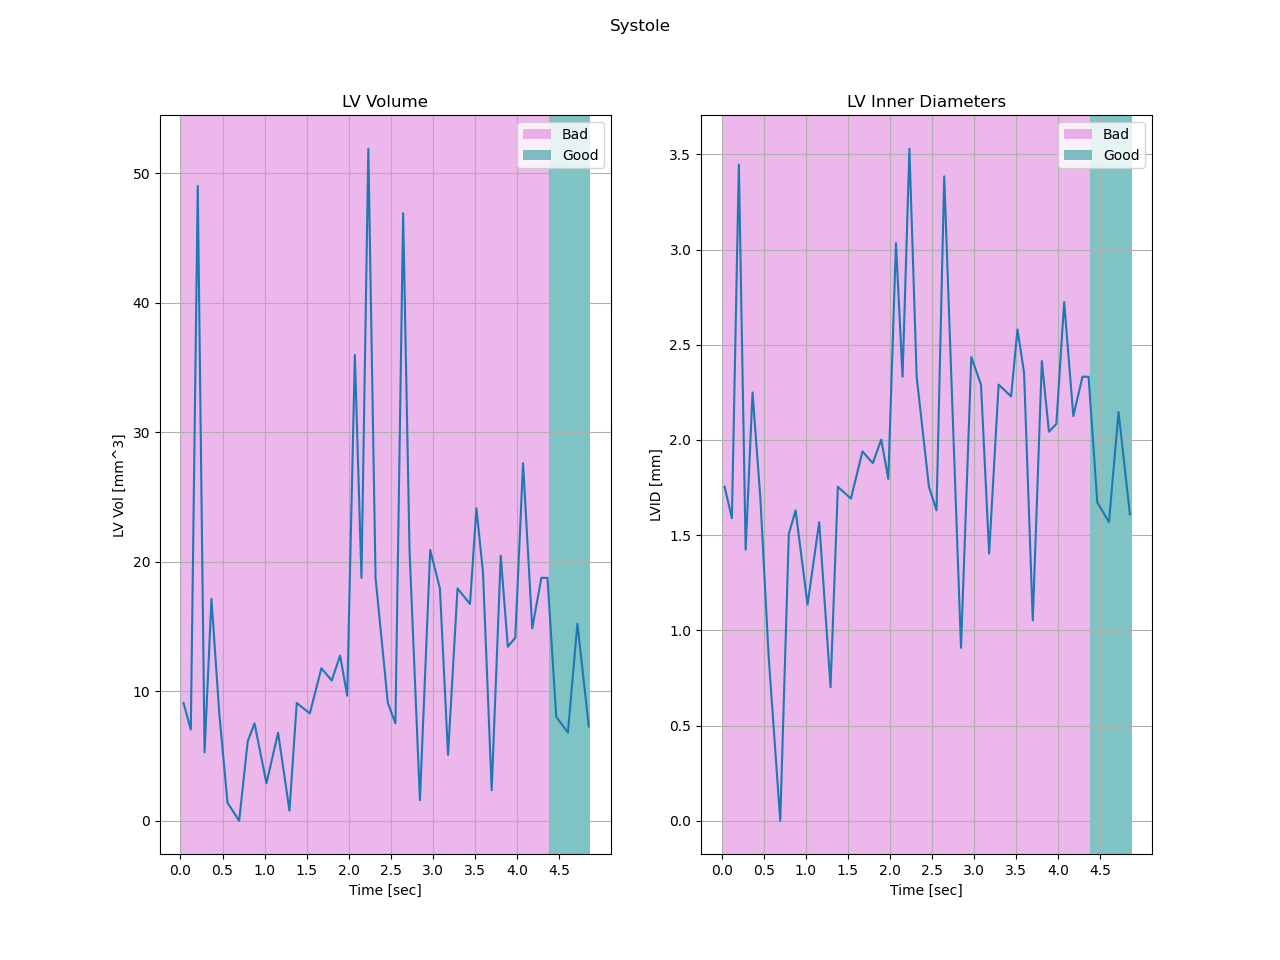 Systole
LV Volume
LV Vol [mm^3]
50
40
30
20
10
0
0.0 0.5 1.0 1.5 2.0 2.5 3.0 3.5 4.0 4.5
Time [sec]
Bad
Good
LV Inner Diameters
LVID [mm]
3.5
3.0
2.5
2.0
1.5
1.0
0.5
0.0
0.0 0.5 1.0 1.5 2.0 2.5 3.0 3.5 4.0 4.5
Time [sec]
Bad
Good